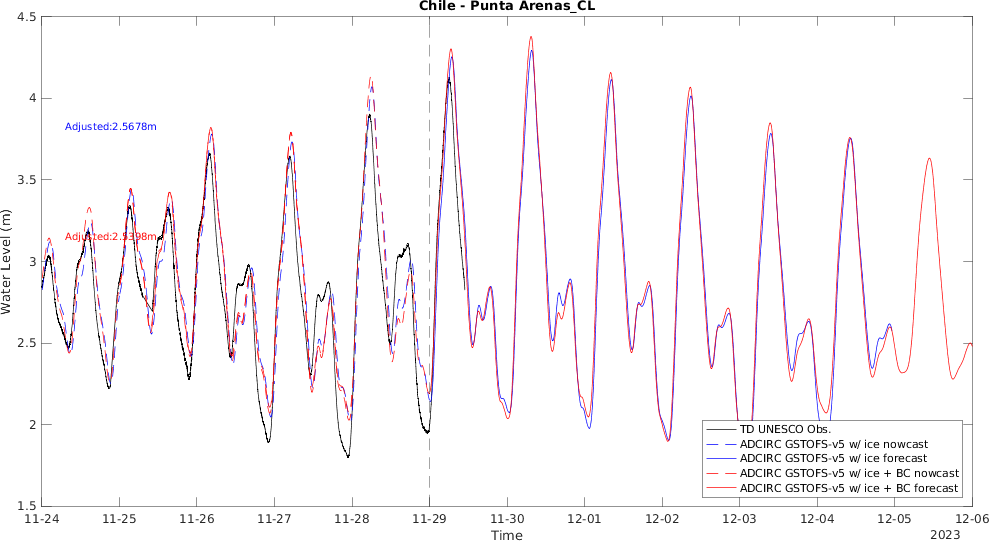 Chile - Punta Arenas_CL
4.5
4
3.5
3
2.5
2
1.5
Water Level (m)
Adjusted:2.5678m
Adjusted:2.5398m
TD UNESCO Obs.
ADCIRC GSTOFS-v5 w/ ice nowcast
ADCIRC GSTOFS-v5 w/ ice forecast
ADCIRC GSTOFS-v5 w/ ice + BC nowcast
ADCIRC GSTOFS-v5 w/ ice + BC forecast
11-24 11-25 11-26 11-27 11-28 11-29 11-30 12-01 12-02 12-03 12-04 12-05 12-06
Time
2023